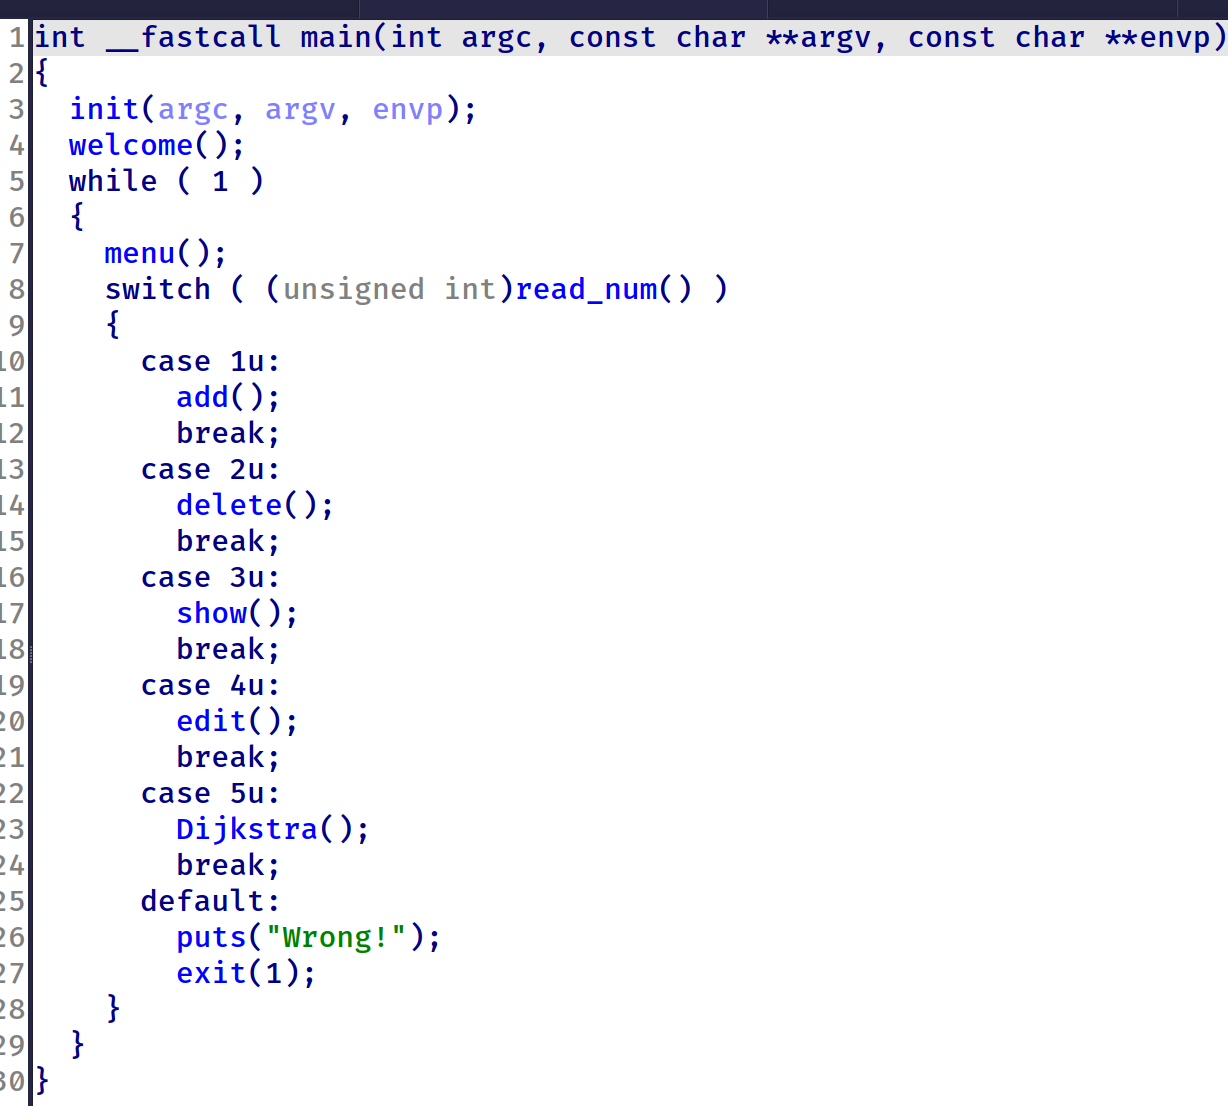 1 int __fastcall main(int argc, const char **argv, const char **envp)
2 {
3   init(argc, argv, envp);
4   welcome();
5   while ( 1 )
6   {
7     menu();
8     switch ( (unsigned int)read_num() )
9     {
10       case 1u:
11         add();
12         break;
13       case 2u:
14         delete();
15         break;
16       case 3u:
17         show();
18         break;
19       case 4u:
20         edit();
21         break;
22       case 5u:
23         Dijkstra();
24         break;
25       default:
26         puts("Wrong!");
27         exit(1);
28     }
29   }
30 }